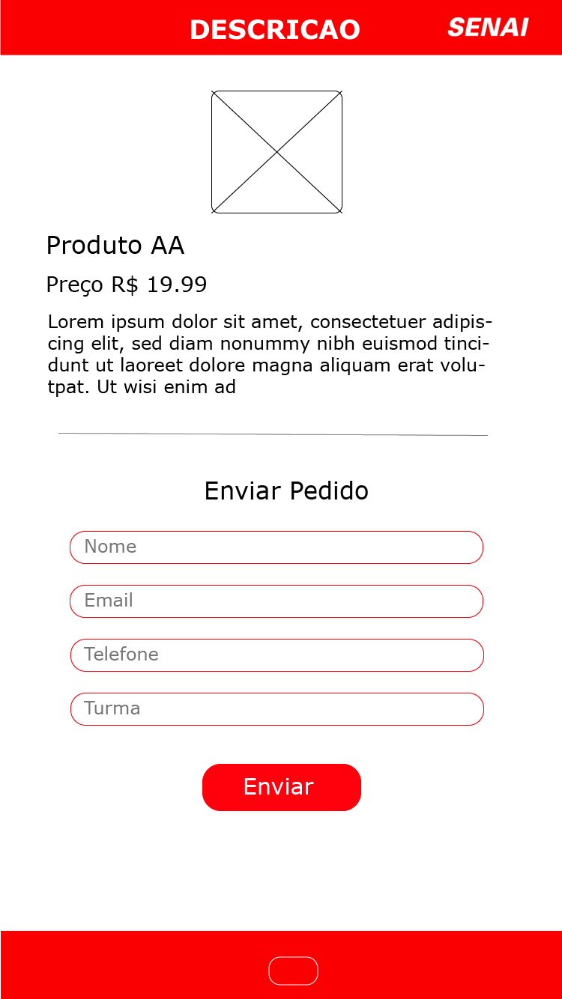 DESCRICAO
SENAI
Produto AA
Preço R$ 19.99
Lorem ipsum dolor sit amet, consectetuer adipis-
cing elit, sed diam nonummy nibh euismod tinci-
dunt ut laoreet dolore magna aliquam erat volu-
tpat. Ut wisi enim ad
Enviar Pedido
Nome
Email
Telefone
Turma
Enviar